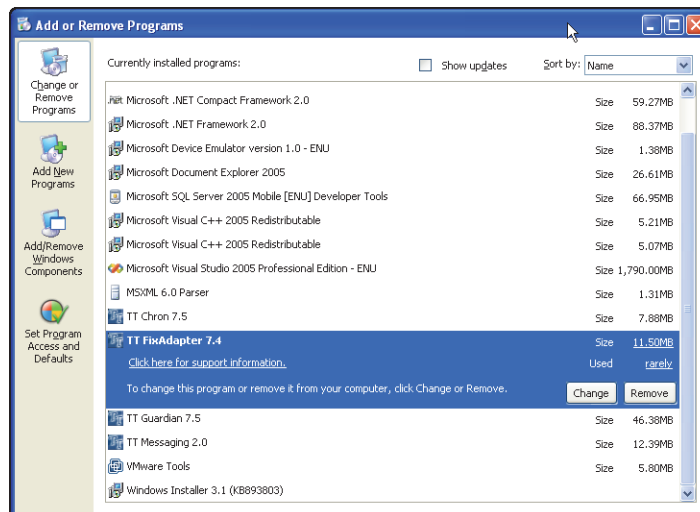 Add or Remove Programs
Change or
Remove
Programs
Add New
Programs
Add/Remove
Windows
Components
Set Program
Access and
Defaults
Currently installed programs:
Show updates
Sort by:
Name
.net Microsoft .NET Compact Framework 2.0 Size 59.27MB
Microsoft .NET Framework 2.0 Size 88.37MB
Microsoft Device Emulator version 1.0 - ENU Size 1.38MB
Microsoft Document Explorer 2005 Size 26.61MB
Microsoft SQL Server 2005 Mobile [ENU] Developer Tools Size 66.95MB
Microsoft Visual C++ 2005 Redistributable Size 5.21MB
Microsoft Visual C++ 2005 Redistributable Size 5.07MB
Microsoft Visual Studio 2005 Professional Edition - ENU Size 1,790.00MB
MSXML 6.0 Parser Size 1.31MB
TT Chron 7.5 Size 7.88MB
TT FixAdapter 7.4 Size 11.50MB
Click here for support information. Used rarely
To change this program or remove it from your computer, click Change or Remove. Change Remove
TT Guardian 7.5 Size 46.38MB
TT Messaging 2.0 Size 12.39MB
VMware Tools Size 5.80MB
Windows Installer 3.1 (KB893803)